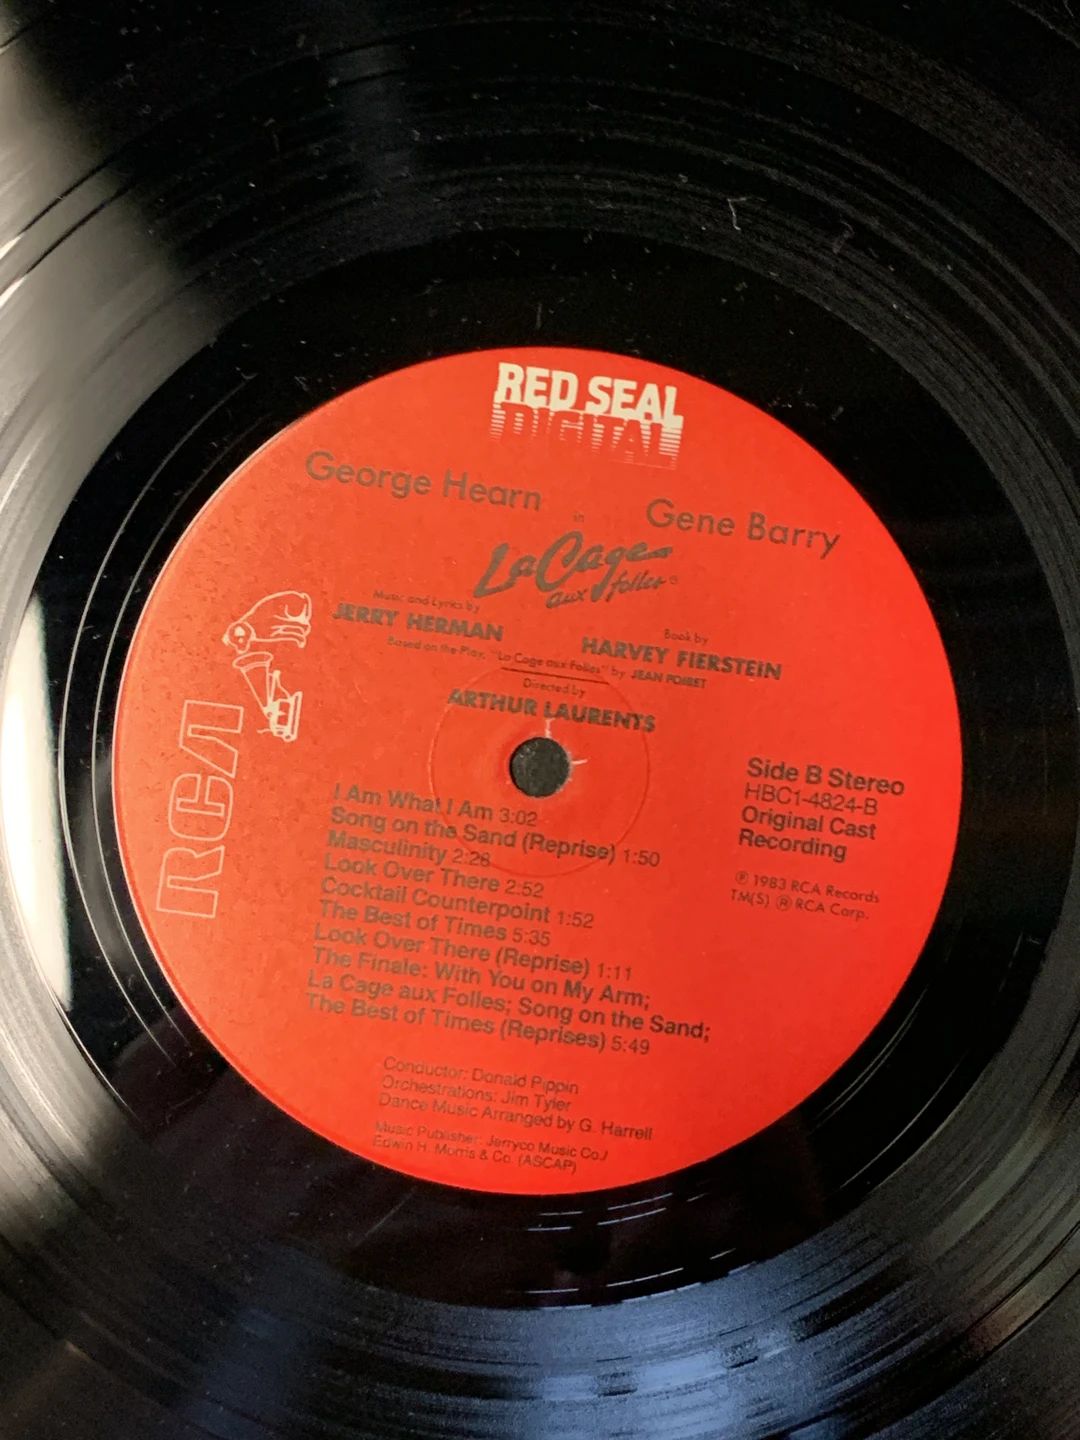 RED SEAL
DIGITAL
George Hearn
in
Gene Barry
La Cage
aux folles ®
Music and Lyrics by
JERRY HERMAN
Book by
HARVEY FIERSTEIN
Based on the Play, "La Cage aux Folles" by JEAN POIRET
Directed by
ARTHUR LAURENTS
RCA
Side B Stereo
HBC1-4824-B
Original Cast
Recording
℗ 1983 RCA Records
TM(S) ® RCA Corp.
I Am What I Am 3:02
Song on the Sand (Reprise) 1:50
Masculinity 2:28
Look Over There 2:52
Cocktail Counterpoint 1:52
The Best of Times 5:35
Look Over There (Reprise) 1:11
The Finale: With You on My Arm;
La Cage aux Folles; Song on the Sand;
The Best of Times (Reprises) 5:49
Conductor: Donald Pippin
Orchestrations: Jim Tyler
Dance Music Arranged by G. Harrell
Music Publisher: Jerryco Music Co./
Edwin H. Morris & Co. (ASCAP)